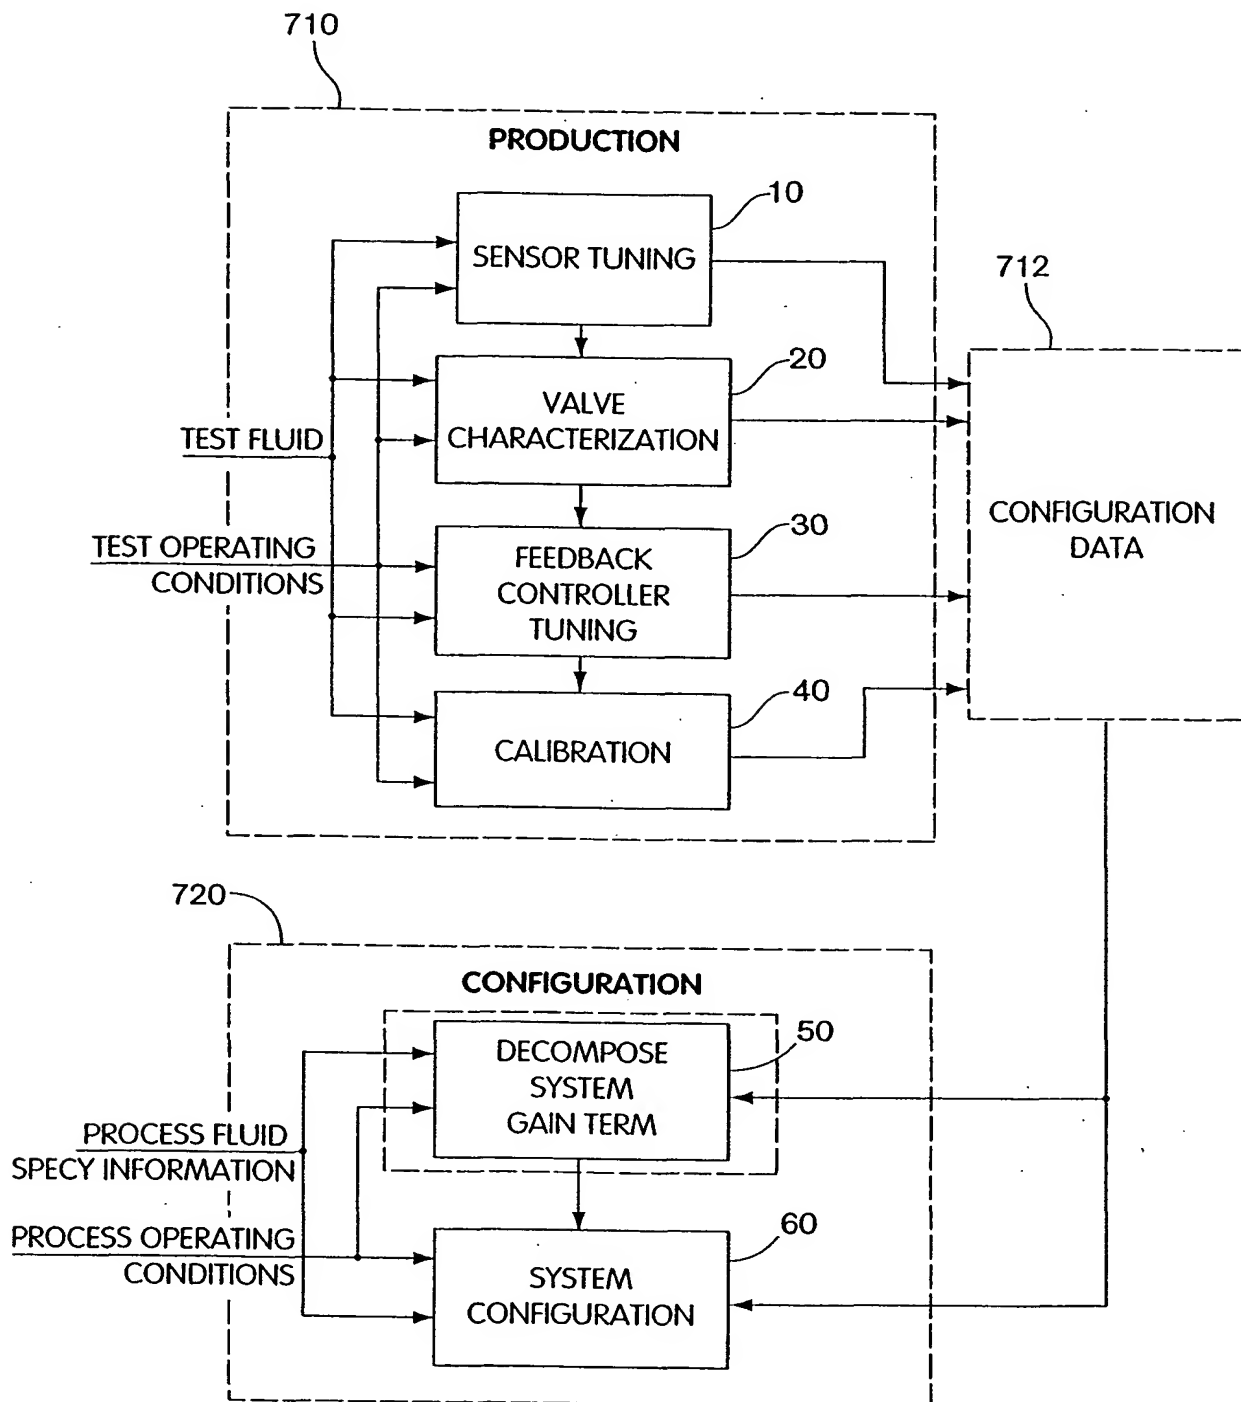 710
PRODUCTION
10
SENSOR TUNING
712
20
VALVE
CHARACTERIZATION
TEST FLUID
30
CONFIGURATION
DATA
TEST OPERATING
CONDITIONS
FEEDBACK
CONTROLLER
TUNING
40
CALIBRATION
720
CONFIGURATION
50
DECOMPOSE
SYSTEM
GAIN TERM
PROCESS FLUID
SPECY INFORMATION
60
PROCESS OPERATING
CONDITIONS
SYSTEM
CONFIGURATION